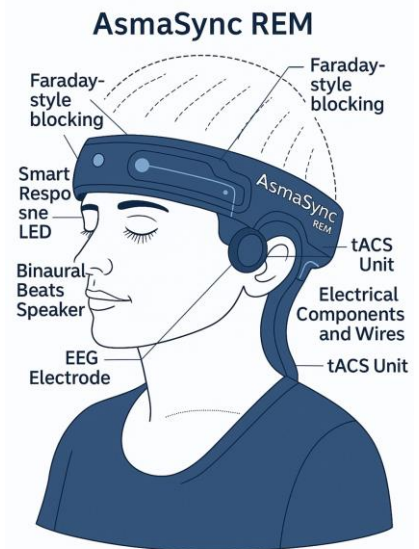 AsmaSync REM
Faraday-
style
blocking
Faraday-
style
blocking
Smart
Respo
sne
LED
AsmaSync
REM
tACS
Unit
Binaural
Beats
Speaker
Electrical
Components
and Wires
EEG
Electrode
tACS Unit